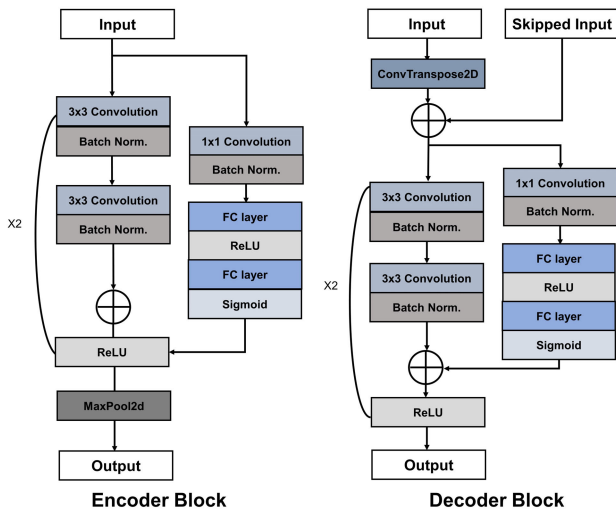 Input
3x3 Convolution
Batch Norm.
3x3 Convolution
Batch Norm.
X2
1x1 Convolution
Batch Norm.
FC layer
ReLU
FC layer
Sigmoid
ReLU
MaxPool2d
Output
Encoder Block
Input
Skipped Input
ConvTranspose2D
3x3 Convolution
Batch Norm.
3x3 Convolution
Batch Norm.
X2
1x1 Convolution
Batch Norm.
FC layer
ReLU
FC layer
Sigmoid
ReLU
Output
Decoder Block